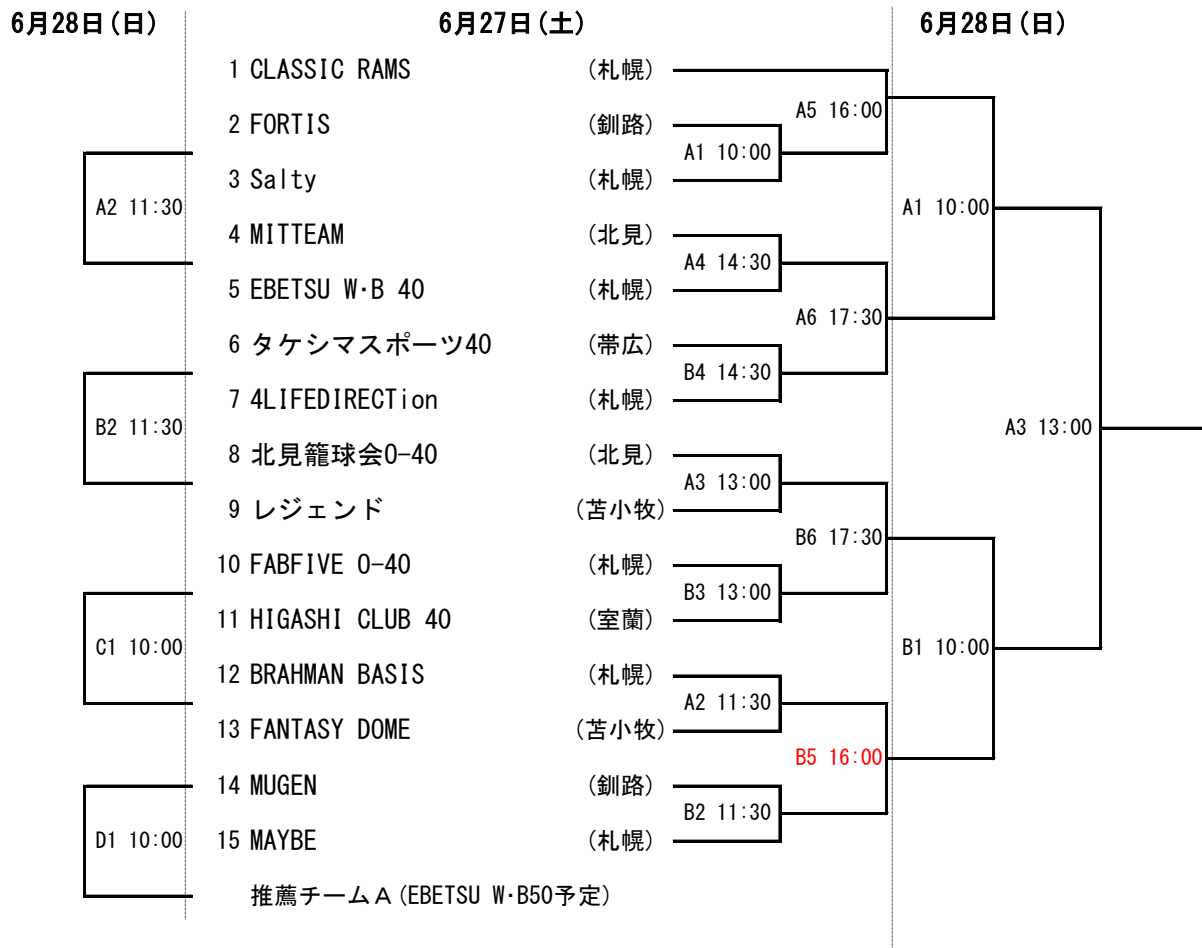 6月28日(日) 6月27日(土) 6月28日(日)
1 CLASSIC RAMS (札幌)
A5 16:00
2 FORTIS (釧路)
A1 10:00
3 Salty (札幌)
A2 11:30
A1 10:00
4 MITTEAM (北見)
A4 14:30
5 EBETSU W･B 40 (札幌)
A6 17:30
6 タケシマスポーツ40 (帯広)
B4 14:30
7 4LIFEDIRECTion (札幌)
B2 11:30
A3 13:00
8 北見籠球会O-40 (北見)
A3 13:00
9 レジェンド (苫小牧)
B6 17:30
10 FABFIVE O-40 (札幌)
B3 13:00
11 HIGASHI CLUB 40 (室蘭)
C1 10:00
B1 10:00
12 BRAHMAN BASIS (札幌)
A2 11:30
13 FANTASY DOME (苫小牧)
B5 16:00
14 MUGEN (釧路)
B2 11:30
D1 10:00
15 MAYBE (札幌)
推薦チームA(EBETSU W･B50予定)